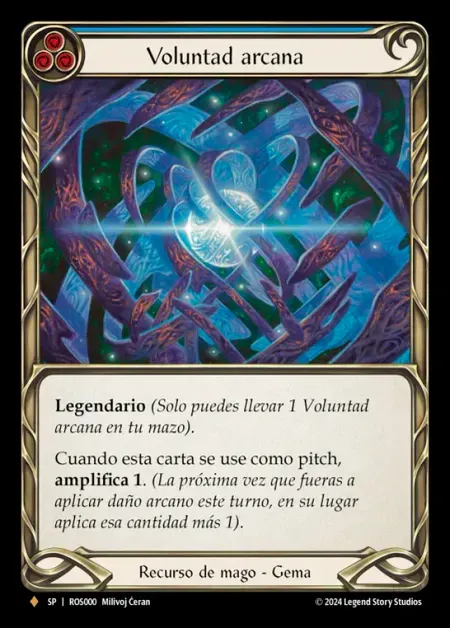 Voluntad arcana
Legendario (Solo puedes llevar 1 Voluntad
arcana en tu mazo).
Cuando esta carta se use como pitch,
amplifica 1. (La próxima vez que fueras a
aplicar daño arcano este turno, en su lugar
aplica esa cantidad más 1).
Recurso de mago - Gema
SP | ROS000 Milivoj Ćeran
© 2024 Legend Story Studios